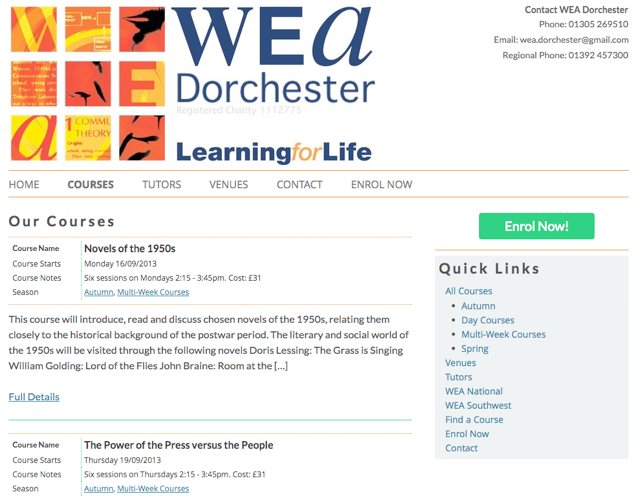 WEA
Dorchester
Registered Charity 1112775
Learning for Life
Contact WEA Dorchester
Phone: 01305 269510
Email: wea.dorchester@gmail.com
Regional Phone: 01392 457300
1 COMMU
THEORY
Origins
HOME COURSES TUTORS VENUES CONTACT ENROL NOW
Our Courses
Course Name Novels of the 1950s
Course Starts Monday 16/09/2013
Course Notes Six sessions on Mondays 2:15 - 3:45pm. Cost: £31
Season Autumn, Multi-Week Courses
This course will introduce, read and discuss chosen novels of the 1950s, relating them
closely to the historical background of the postwar period. The literary and social world of
the 1950s will be visited through the following novels Doris Lessing: The Grass is Singing
William Golding: Lord of the Flies John Braine: Room at the [...]
Full Details
Course Name The Power of the Press versus the People
Course Starts Thursday 19/09/2013
Course Notes Six sessions on Thursdays 2:15 - 3:45pm. Cost: £31
Season Autumn, Multi-Week Courses
Enrol Now!
Quick Links
All Courses
• Autumn
• Day Courses
• Multi-Week Courses
• Spring
Venues
Tutors
WEA National
WEA Southwest
Find a Course
Enrol Now
Contact